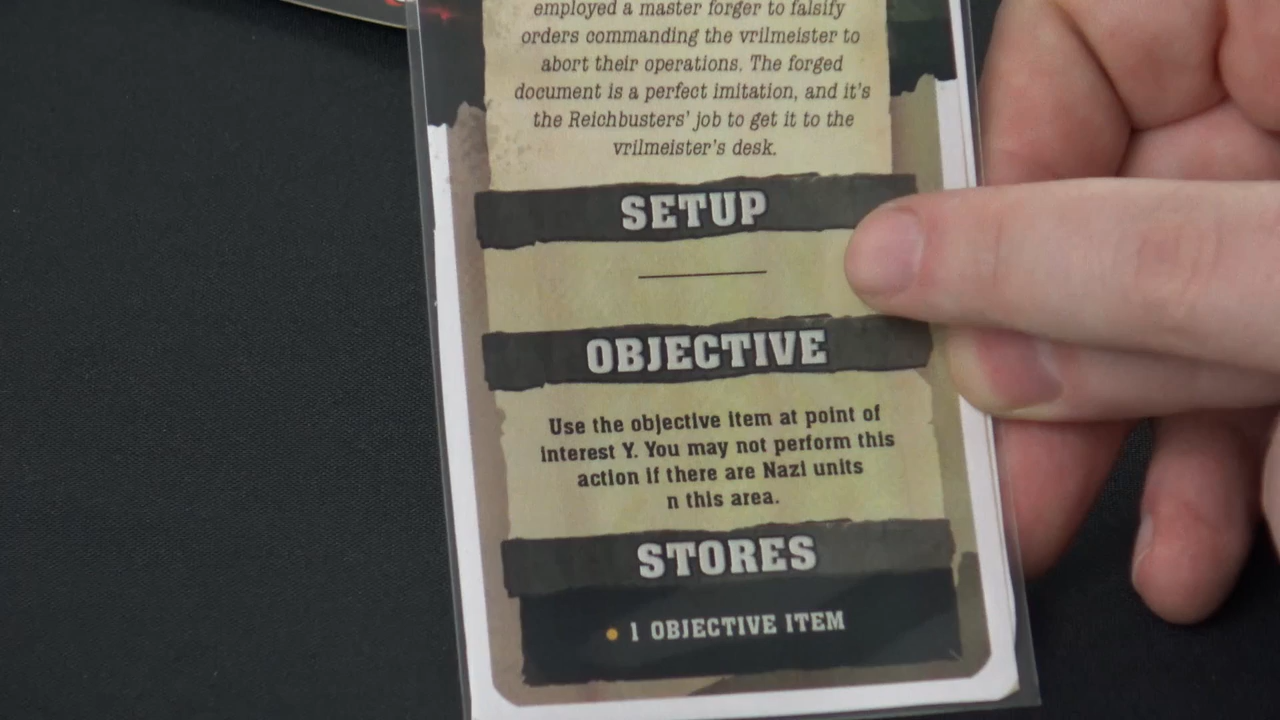 employed a master forger to falsify
orders commanding the vrilmeister to
abort their operations. The forged
document is a perfect imitation, and it's
the Reichbusters' job to get it to the
vrilmeister's desk.
SETUP
OBJECTIVE
Use the objective item at point of
interest Y. You may not perform this
action if there are Nazi units
n this area.
STORES
• 1 OBJECTIVE ITEM